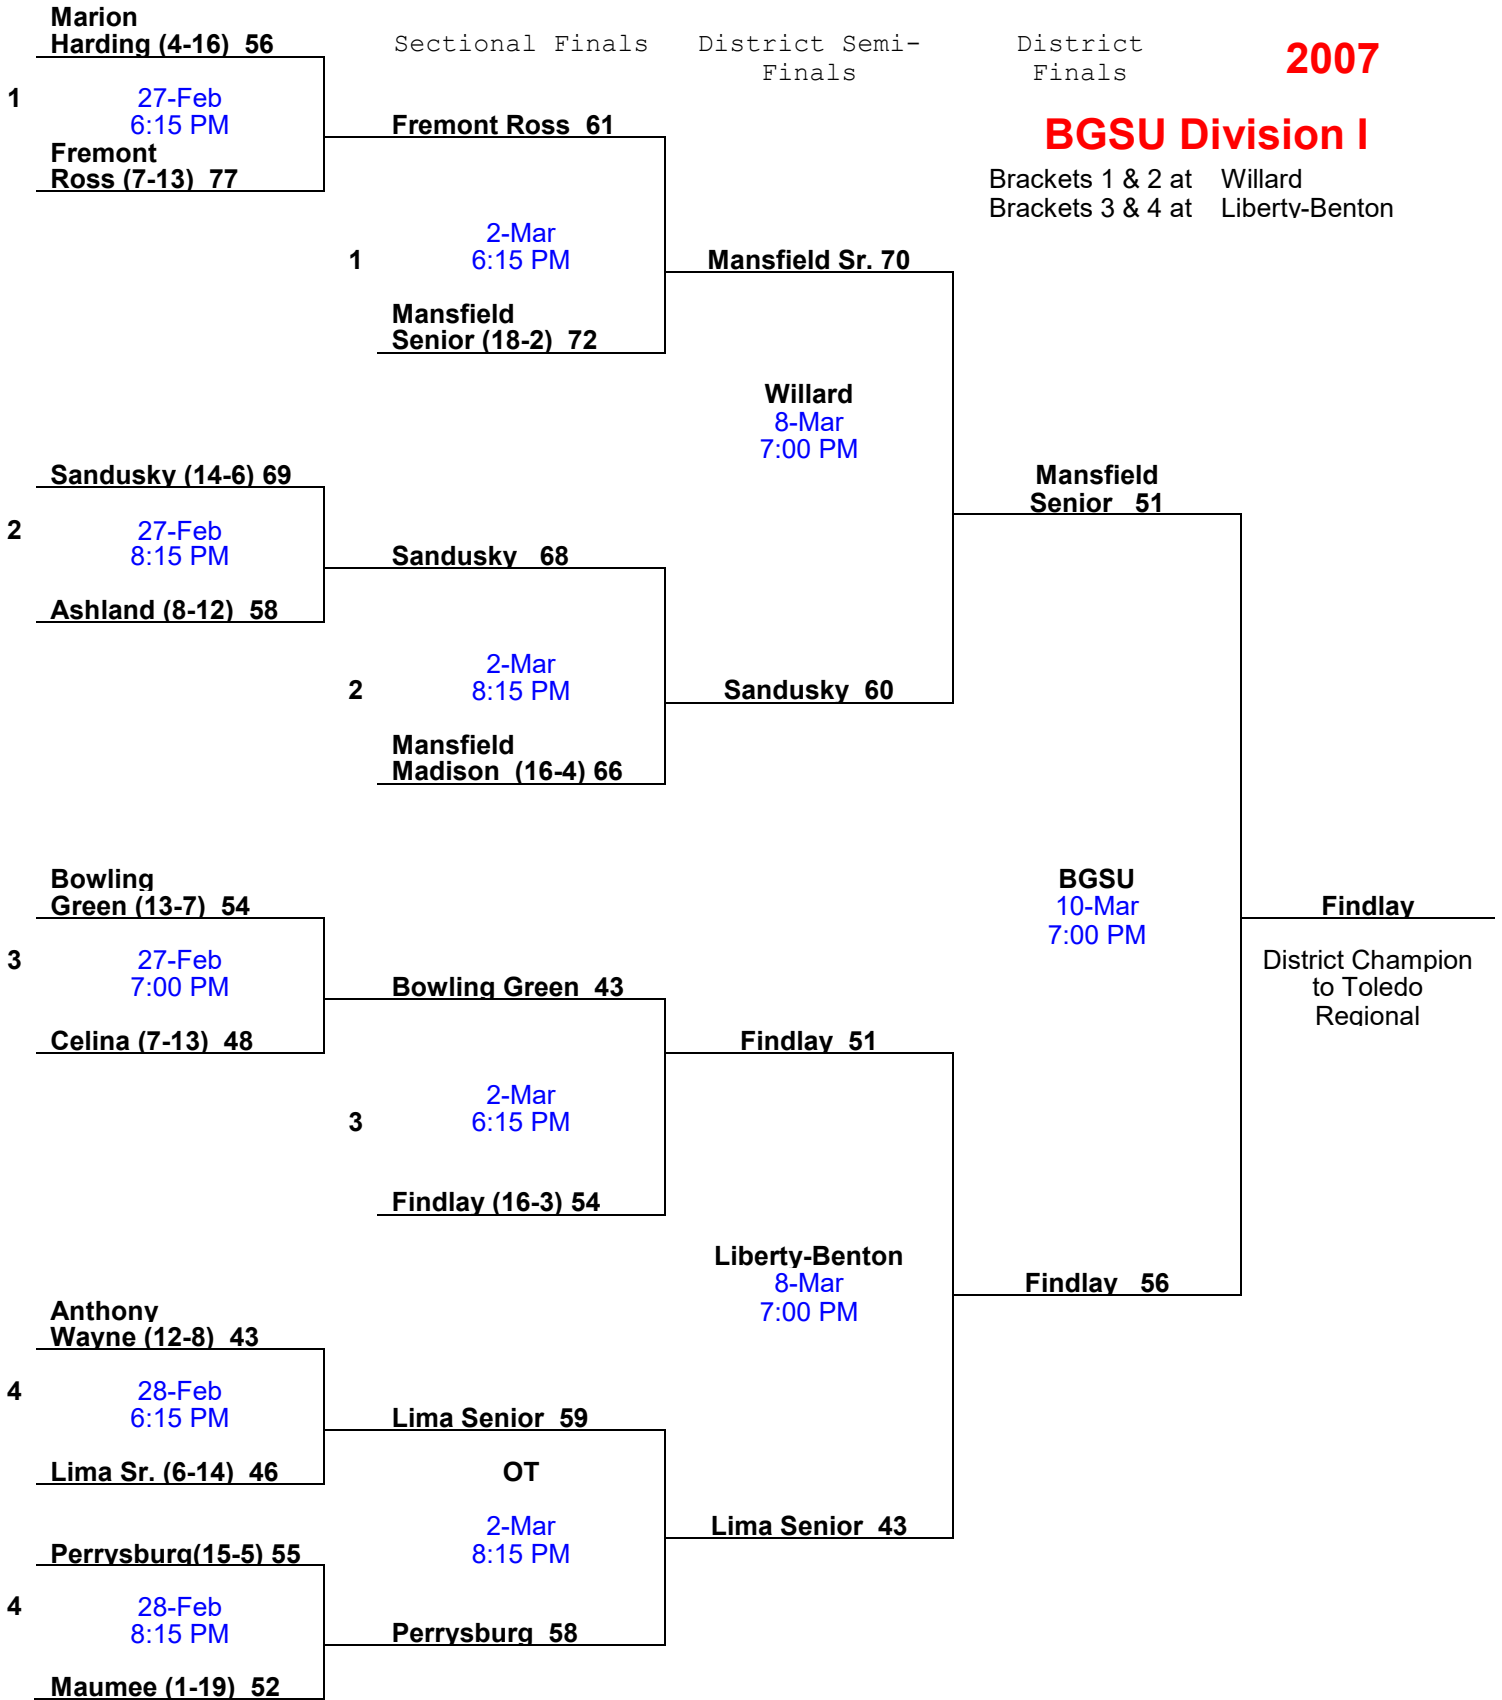 Marion
Harding (4-16) 56
Sectional Finals
District Semi-
Finals
District
Finals
2007
1
27-Feb
6:15 PM
Fremont Ross 61
BGSU Division I
Fremont
Ross (7-13) 77
Brackets 1 & 2 at Willard
Brackets 3 & 4 at Liberty-Benton
1
2-Mar
6:15 PM
Mansfield Sr. 70
Mansfield
Senior (18-2) 72
Willard
8-Mar
7:00 PM
Sandusky (14-6) 69
Mansfield
Senior 51
2
27-Feb
8:15 PM
Sandusky 68
Ashland (8-12) 58
2
2-Mar
8:15 PM
Sandusky 60
Mansfield
Madison (16-4) 66
Bowling
Green (13-7) 54
BGSU
10-Mar
7:00 PM
Findlay
3
27-Feb
7:00 PM
Bowling Green 43
District Champion
to Toledo
Regional
Celina (7-13) 48
Findlay 51
3
2-Mar
6:15 PM
Findlay (16-3) 54
Liberty-Benton
8-Mar
7:00 PM
Findlay 56
Anthony
Wayne (12-8) 43
4
28-Feb
6:15 PM
Lima Senior 59
Lima Sr. (6-14) 46
OT
2-Mar
8:15 PM
Lima Senior 43
Perrysburg(15-5) 55
4
28-Feb
8:15 PM
Perrysburg 58
Maumee (1-19) 52